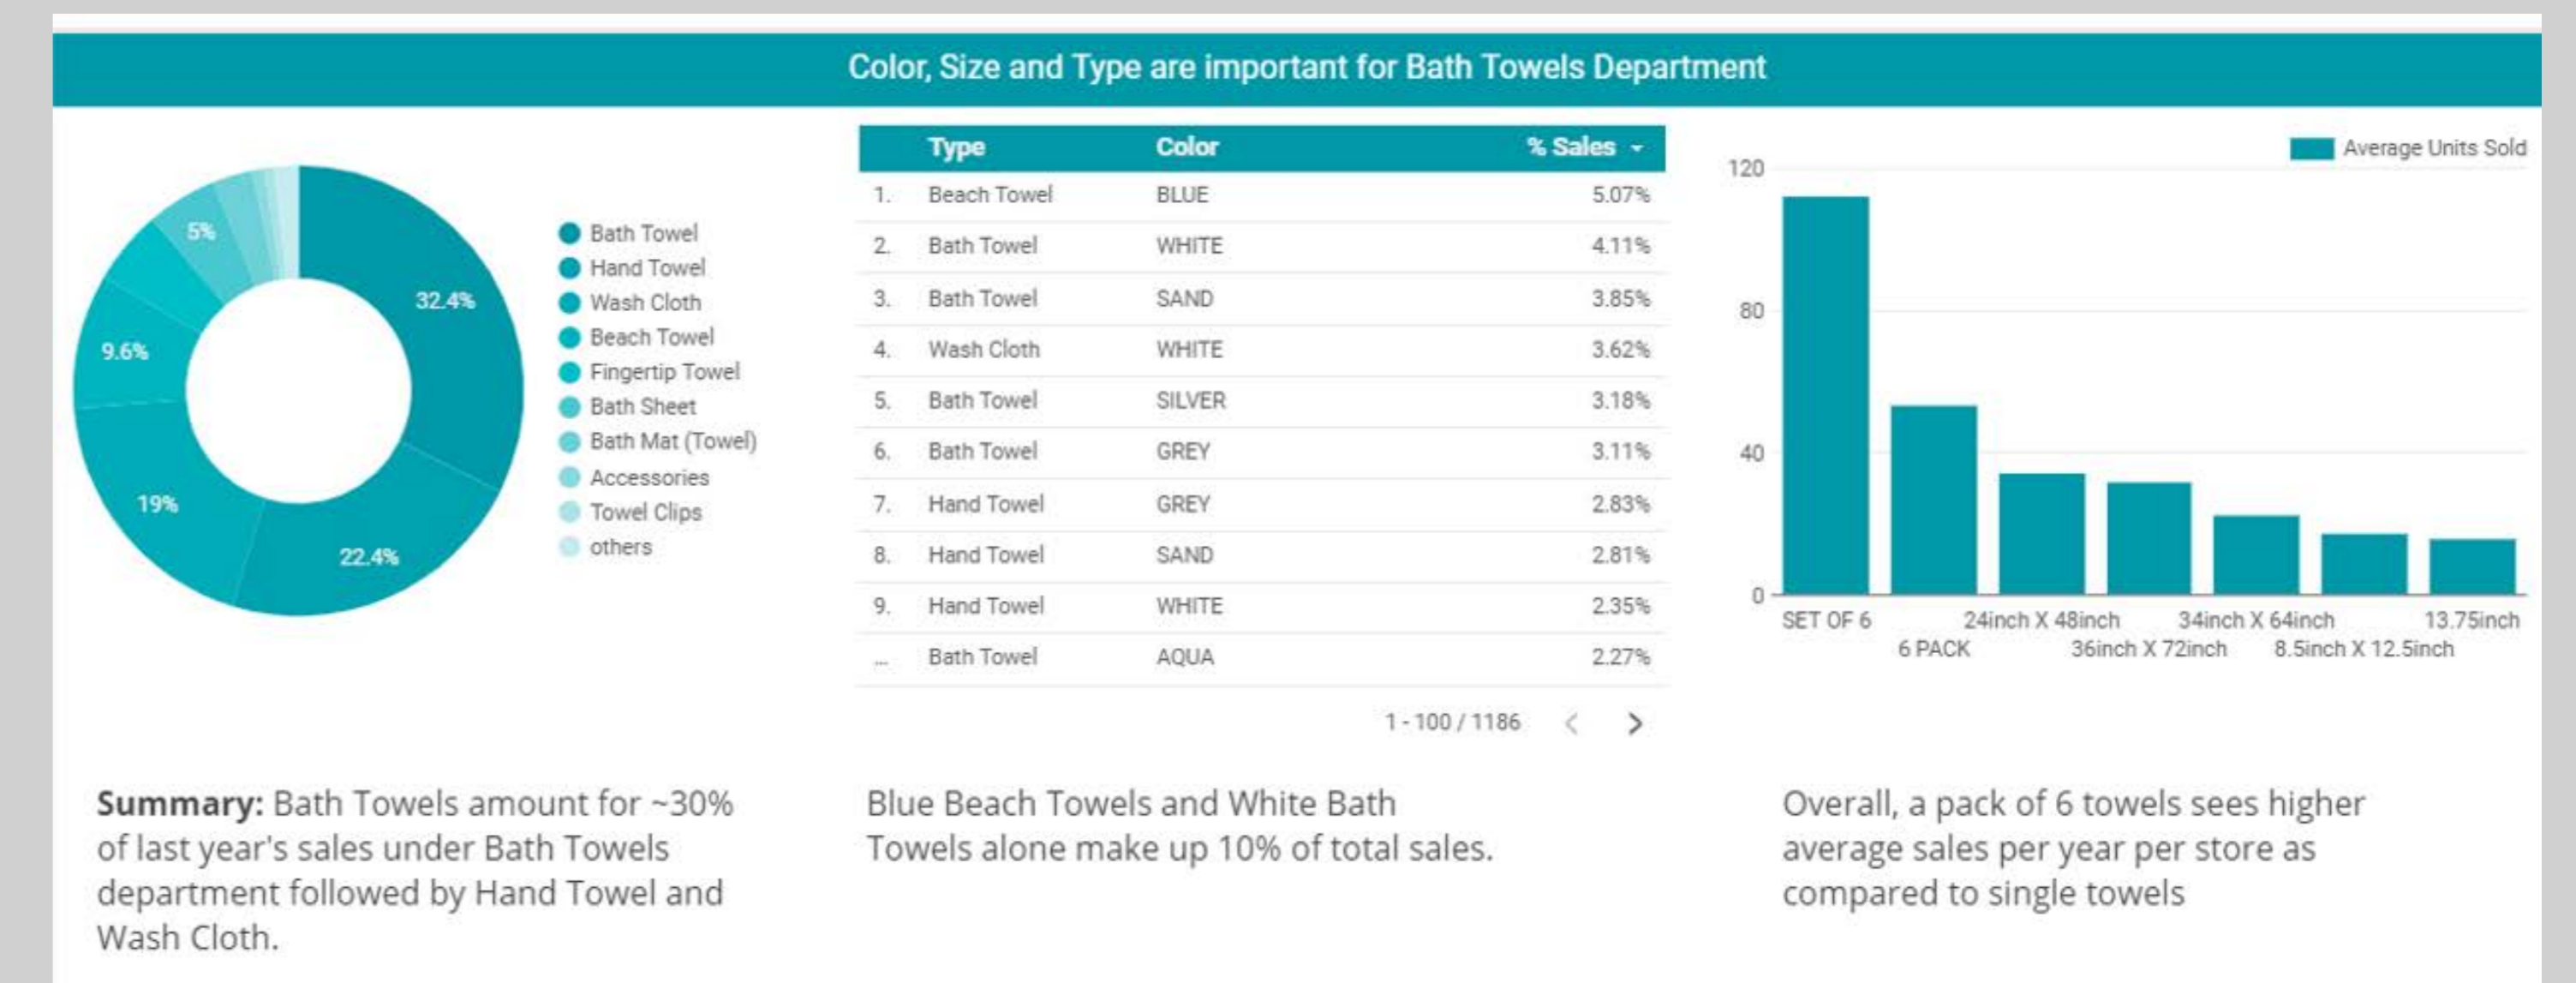 Color, Size and Type are important for Bath Towels Department
32.4%
22.4%
19%
9.6%
5%
Bath Towel
Hand Towel
Wash Cloth
Beach Towel
Fingertip Towel
Bath Sheet
Bath Mat (Towel)
Accessories
Towel Clips
others
Type Color % Sales
1. Beach Towel BLUE 5.07%
2. Bath Towel WHITE 4.11%
3. Bath Towel SAND 3.85%
4. Wash Cloth WHITE 3.62%
5. Bath Towel SILVER 3.18%
6. Bath Towel GREY 3.11%
7. Hand Towel GREY 2.83%
8. Hand Towel SAND 2.81%
9. Hand Towel WHITE 2.35%
... Bath Towel AQUA 2.27%
1 - 100 / 1186 < >
Average Units Sold
120
80
40
0
SET OF 6 24inch X 48inch 34inch X 64inch 13.75inch
6 PACK 36inch X 72inch 8.5inch X 12.5inch
Summary: Bath Towels amount for ~30%
of last year's sales under Bath Towels
department followed by Hand Towel and
Wash Cloth.
Blue Beach Towels and White Bath
Towels alone make up 10% of total sales.
Overall, a pack of 6 towels sees higher
average sales per year per store as
compared to single towels